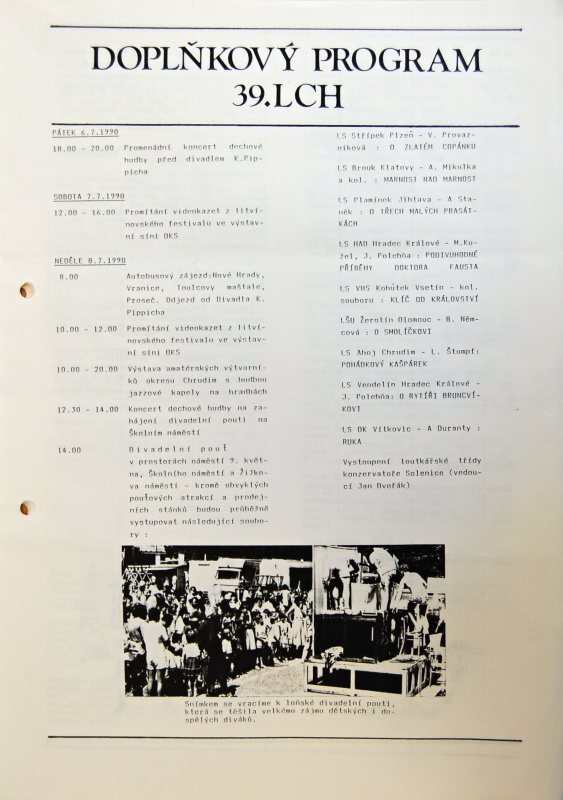 DOPLŇKOVÝ PROGRAM
39.LCH
PÁTEK 6.7.1990
18.00 - 20.00 Promenádní koncert dechové
hudby před divadlem K.Pip-
picha
SOBOTA 7.7.1990
12.00 - 16.00 Promítání videokazet z litví-
novského festivalu ve výstav-
ní síni OKS
NEDĚLE 8.7.1990
8.00 Autobusový zájezd:Nové Hrady,
Vranice, Toulcovy maštale,
Proseč. Odjezd od Divadla K.
Pippicha
10.00 - 12.00 Promítání videokazet z litví-
novského festivalu ve výstav-
ní síni OKS
10.00 - 20.00 Výstava amatérských výtvarní-
ků okresu Chrudim s hudbou
jazzové kapely na hradbách
12.30 - 14.00 Koncert dechové hudby na za-
hájení divadelní pouti na
Školním náměstí
14.00 Divadelní pouť
v prostorách náměstí 9. květ-
na, Školního náměstí a Žižko-
va náměstí - kromě obvyklých
pouťových atrakcí a prodej-
ních stánků budou průběžně
vystupovat následující soubo-
ry :
LS Střípek Plzeň - V. Provaz-
níková : O ZLATÉM COPÁNKU
LS Brouk Klatovy - A. Mikulka
a kol. : MARNOST NAD MARNOST
LS Plamínek Jihlava - A Sta-
něk : O TŘECH MALÝCH PRASÁT-
KÁCH
LS HAD Hradec Králové - M.Ku-
žel, J. Polehňa : PODIVUHODNÉ
PŘÍBĚHY DOKTORA FAUSTA
LS VHS Kohútek Vsetín - kol.
souboru : KLÍČ OD KRÁLOVSTVÍ
LŠU Žerotín Olomouc - B. Něm-
cová : O SMOLÍČKOVI
LS Ahoj Chrudim - L. Štumpf:
POHÁDKOVÝ KAŠPÁREK
LS Vendelín Hradec Králové -
J. Polehňa: O RYTÍŘI BRUNCVÍ-
KOVI
LS DK Vítkovic - A Duranty :
RUKA
Vystoupení loutkářské třídy
konzervatoře Solenice (vedou-
cí Jan Dvořák)
Snímkem se vracíme k loňské divadelní pouti,
která se těšila velkému zájmu dětských i do-
spělých diváků.